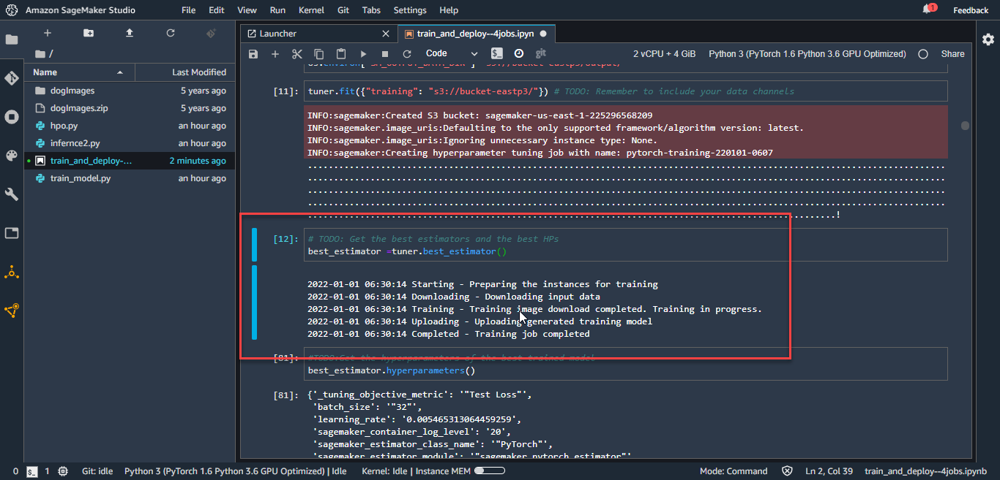 Amazon SageMaker Studio File Edit View Run Kernel Git Tabs Settings Help 1 Feedback
Launcher train_and_deploy--4jobs.ipyn
Code git 2 vCPU + 4 GiB Python 3 (PyTorch 1.6 Python 3.6 GPU Optimized) Share
/
Name Last Modified
dogImages 5 years ago
dogImages.zip 5 years ago
hpo.py an hour ago
infernce2.py an hour ago
train_and_deploy-... 2 minutes ago
train_model.py an hour ago
[11]: tuner.fit({"training": "s3://bucket-eastp3/"}) # TODO: Remember to include your data channels
INFO:sagemaker:Created S3 bucket: sagemaker-us-east-1-225296568209
INFO:sagemaker.image_uris:Defaulting to the only supported framework/algorithm version: latest.
INFO:sagemaker.image_uris:Ignoring unnecessary instance type: None.
INFO:sagemaker:Creating hyperparameter tuning job with name: pytorch-training-220101-0607
!
[12]: # TODO: Get the best estimators and the best HPs
best_estimator =tuner.best_estimator()
2022-01-01 06:30:14 Starting - Preparing the instances for training
2022-01-01 06:30:14 Downloading - Downloading input data
2022-01-01 06:30:14 Training - Training image download completed. Training in progress.
2022-01-01 06:30:14 Uploading - Uploading generated training model
2022-01-01 06:30:14 Completed - Training job completed
[81]: #TODO:Get the hyperparameters of the best trained model
best_estimator.hyperparameters()
[81]: {'_tuning_objective_metric': '"Test Loss"',
'batch_size': '"32"',
'learning_rate': '0.005465313064459259',
'sagemaker_container_log_level': '20',
'sagemaker_estimator_class_name': '"PyTorch"',
'sagemaker_estimator_module': '"sagemaker.pytorch.estimator"'
0 $_ 1 Git: idle Python 3 (PyTorch 1.6 Python 3.6 GPU Optimized) | Idle Kernel: Idle | Instance MEM Mode: Command Ln 2, Col 39 train_and_deploy--4jobs.ipynb